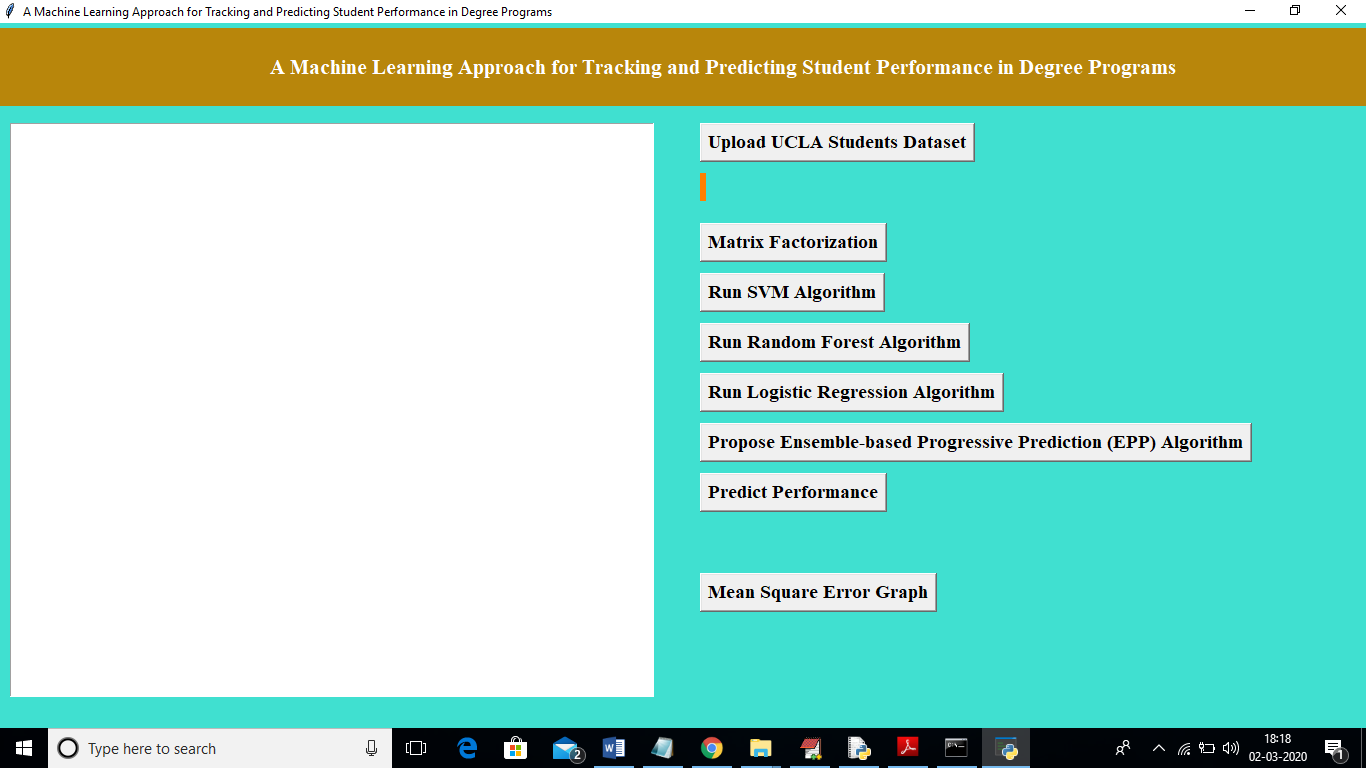 A Machine Learning Approach for Tracking and Predicting Student Performance in Degree Programs
A Machine Learning Approach for Tracking and Predicting Student Performance in Degree Programs
Upload UCLA Students Dataset
Matrix Factorization
Run SVM Algorithm
Run Random Forest Algorithm
Run Logistic Regression Algorithm
Propose Ensemble-based Progressive Prediction (EPP) Algorithm
Predict Performance
Mean Square Error Graph
Type here to search
2
18:18
02-03-2020
1